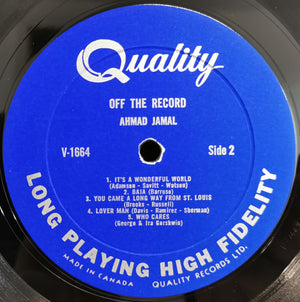 Quality
OFF THE RECORD
AHMAD JAMAL
V-1664 Side 2
1. IT'S A WONDERFUL WORLD
(Adamson - Savitt - Watson)
2. BAIA (Barroso)
3. YOU CAME A LONG WAY FROM ST. LOUIS
(Brooks - Russell)
4. LOVER MAN (Davis - Ramirez - Sherman)
5. WHO CARES
(George & Ira Gershwin)
LONG PLAYING HIGH FIDELITY
MADE IN CANADA QUALITY RECORDS LTD.